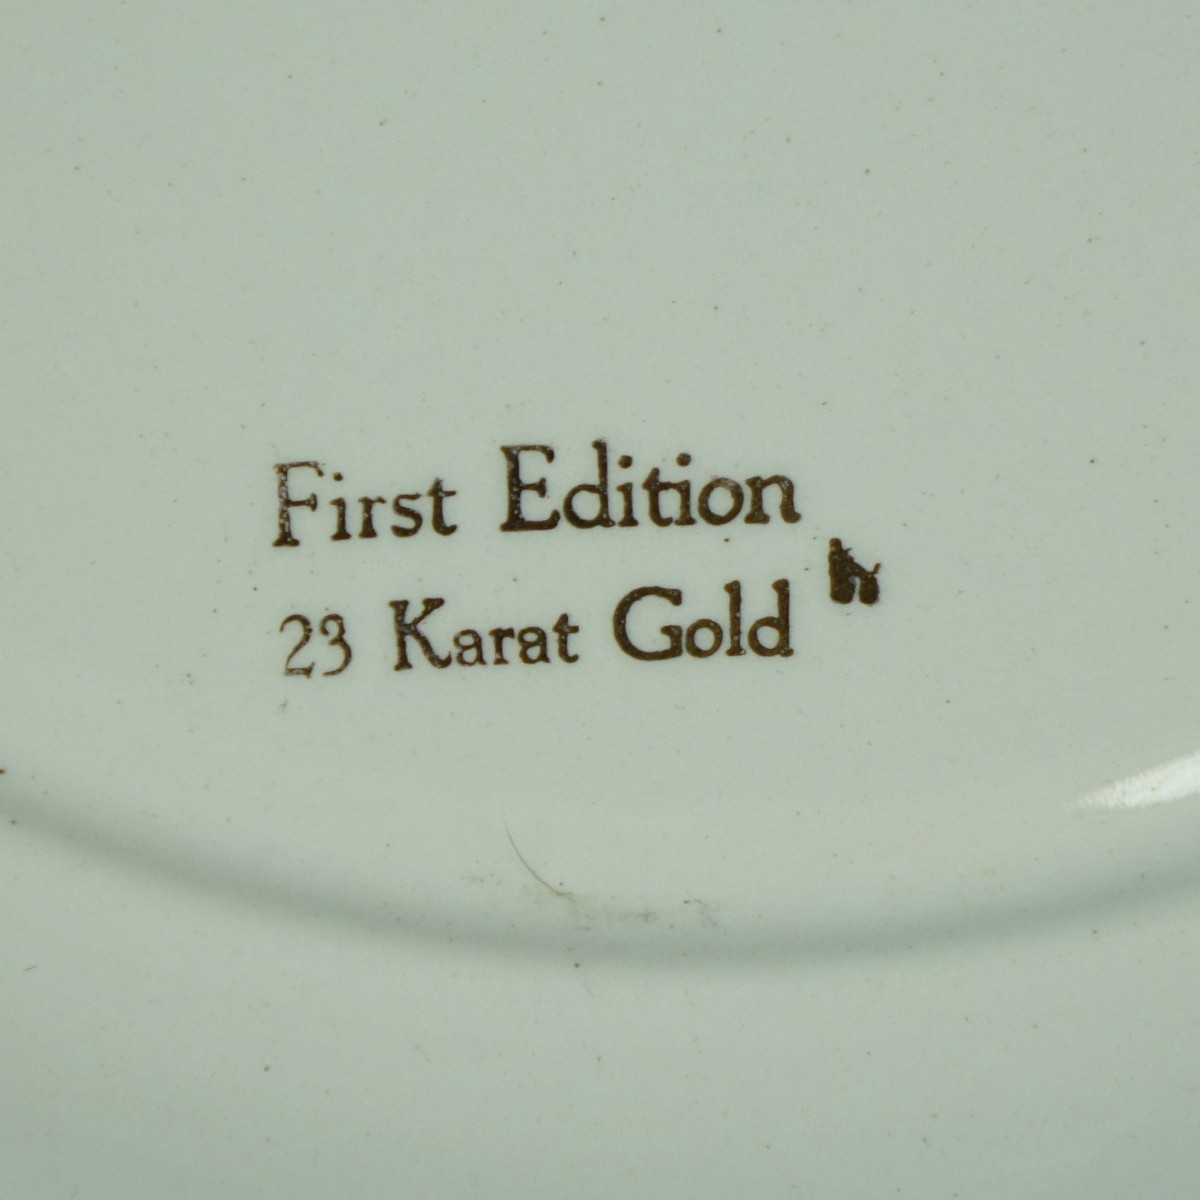 First Edition
23 Karat Gold